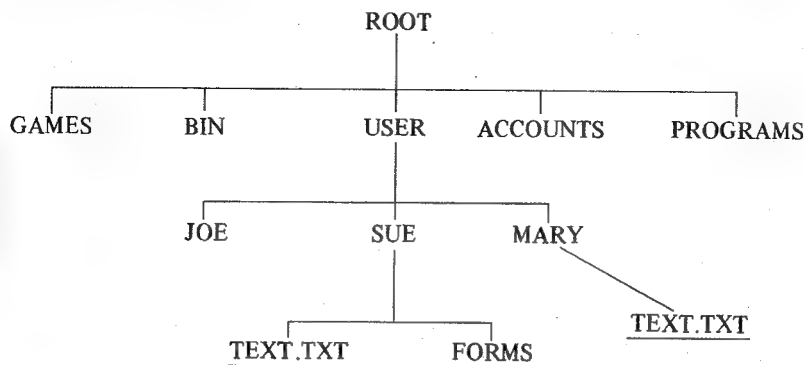 ROOT
GAMES BIN USER ACCOUNTS PROGRAMS
JOE SUE MARY
TEXT.TXT
TEXT.TXT FORMS